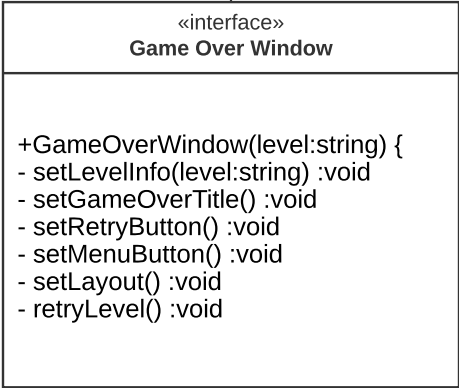 «interface»
Game Over Window
+GameOverWindow(level:string) {
- setLevelInfo(level:string) :void
- setGameOverTitle() :void
- setRetryButton() :void
- setMenuButton() :void
- setLayout() :void
- retryLevel() :void